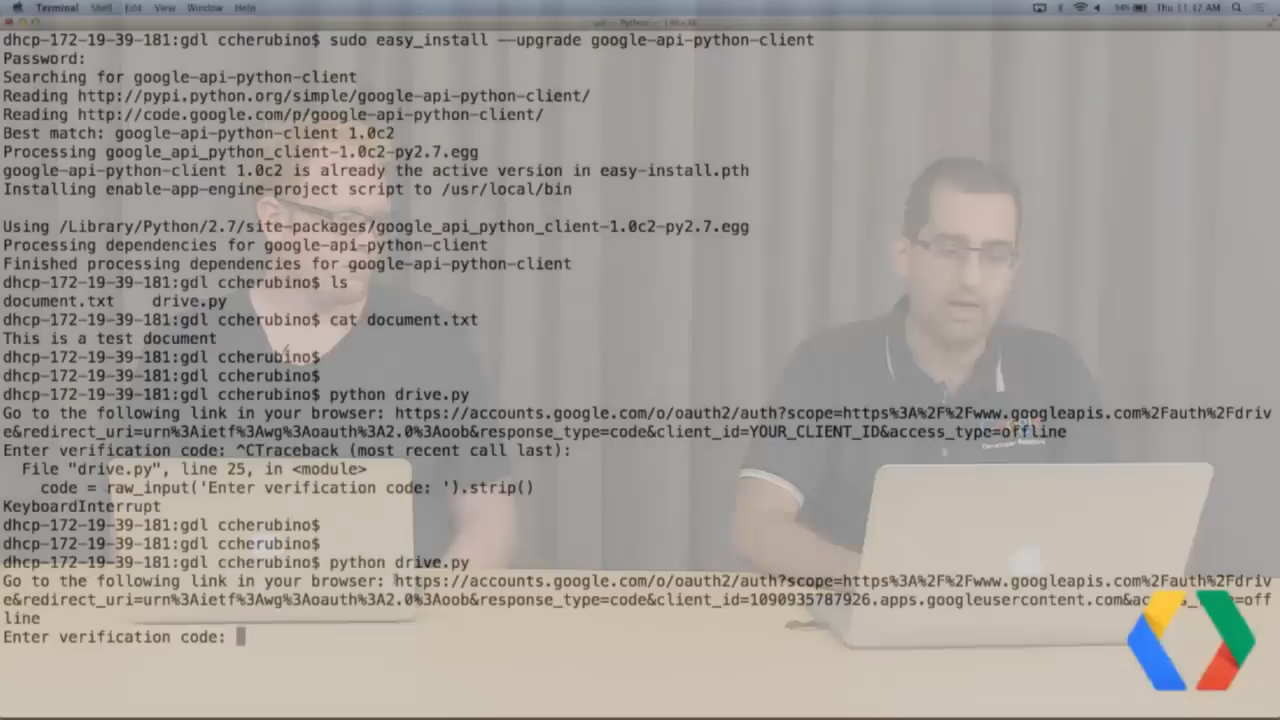 Terminal Shell Edit View Window Help 94% Thu 11:17 AM
dhcp-172-19-39-181:gdl ccherubino$ sudo easy_install --upgrade google-api-python-client
Password:
Searching for google-api-python-client
Reading http://pypi.python.org/simple/google-api-python-client/
Reading http://code.google.com/p/google-api-python-client/
Best match: google-api-python-client 1.0c2
Processing google_api_python_client-1.0c2-py2.7.egg
google-api-python-client 1.0c2 is already the active version in easy-install.pth
Installing enable-app-engine-project script to /usr/local/bin
Using /Library/Python/2.7/site-packages/google_api_python_client-1.0c2-py2.7.egg
Processing dependencies for google-api-python-client
Finished processing dependencies for google-api-python-client
dhcp-172-19-39-181:gdl ccherubino$ ls
document.txt drive.py
dhcp-172-19-39-181:gdl ccherubino$ cat document.txt
This is a test document
dhcp-172-19-39-181:gdl ccherubino$
dhcp-172-19-39-181:gdl ccherubino$
dhcp-172-19-39-181:gdl ccherubino$ python drive.py
Go to the following link in your browser: https://accounts.google.com/o/oauth2/auth?scope=https%3A%2F%2Fwww.googleapis.com%2Fauth%2Fdriv
e&redirect_uri=urn%3Aietf%3Awg%3Aoauth%3A2.0%3Aoob&response_type=code&client_id=YOUR_CLIENT_ID&access_type=offline
Enter verification code: ^CTraceback (most recent call last):
File "drive.py", line 25, in <module>
code = raw_input('Enter verification code: ').strip()
KeyboardInterrupt
dhcp-172-19-39-181:gdl ccherubino$
dhcp-172-19-39-181:gdl ccherubino$
dhcp-172-19-39-181:gdl ccherubino$ python drive.py
Go to the following link in your browser: https://accounts.google.com/o/oauth2/auth?scope=https%3A%2F%2Fwww.googleapis.com%2Fauth%2Fdriv
e&redirect_uri=urn%3Aietf%3Awg%3Aoauth%3A2.0%3Aoob&response_type=code&client_id=1090935787926.apps.googleusercontent.com&access_type=off
line
Enter verification code: